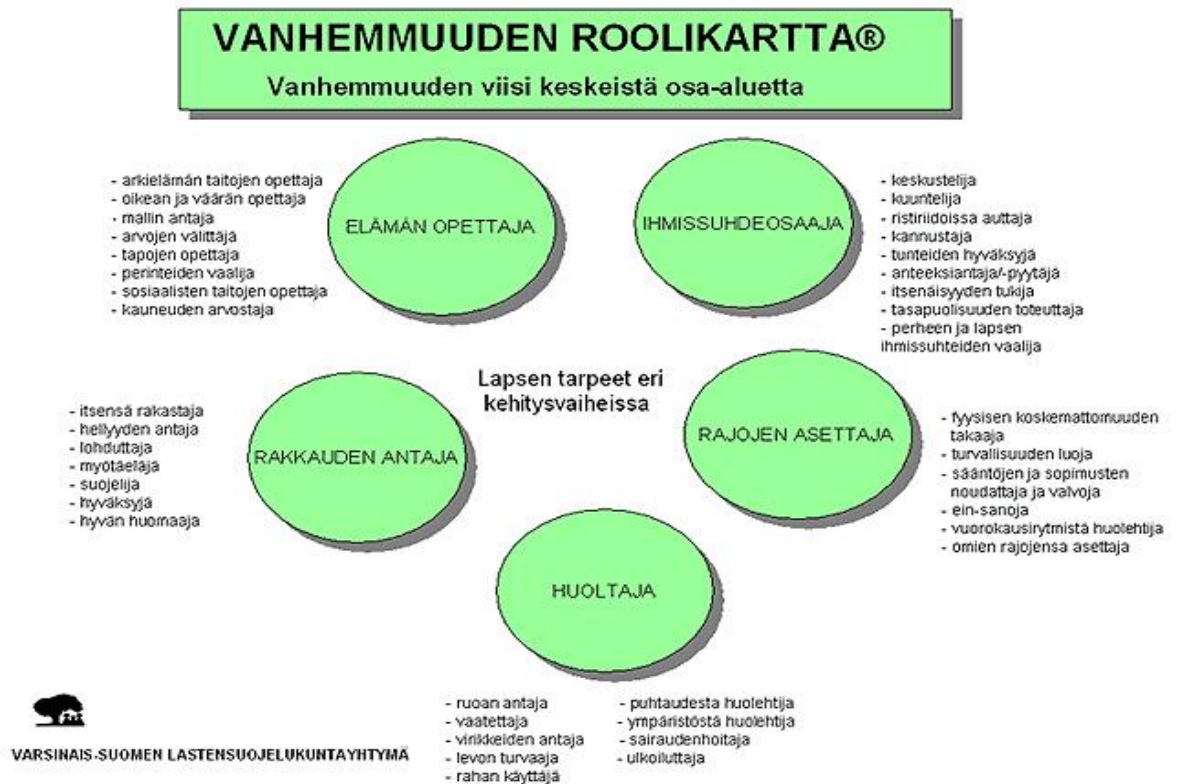 VANHEMMUUDEN ROOLIKARTTA®
Vanhemmuuden viisi keskeistä osa-aluetta
ELÄMÄN OPETTAJA
- arkielämän taitojen opettaja
- oikean ja väärän opettaja
- mallin antaja
- arvojen välittäjä
- tapojen opettaja
- perinteiden vaalija
- sosiaalisten taitojen opettaja
- kauneuden arvostaja
IHMISSUHDEOSAAJA
- keskustelija
- kuuntelija
- ristiriidoissa auttaja
- kannustaja
- tunteiden hyväksyjä
- anteeksiantaja/-pyytäjä
- itsenäisyyden tukija
- tasapuolisuuden toteuttaja
- perheen ja lapsen
ihmissuhteiden vaalija
Lapsen tarpeet eri
kehitysvaiheissa
RAKKAUDEN ANTAJA
- itsensä rakastaja
- hellyyden antaja
- lohduttaja
- myötäeläjä
- suojelija
- hyväksyjä
- hyvän huomaaja
RAJOJEN ASETTAJA
- fyysisen koskemattomuuden
takaaja
- turvallisuuden luoja
- sääntöjen ja sopimusten
noudattaja ja valvoja
- ein-sanoja
- vuorokausirytmistä huolehtija
- omien rajojensa asettaja
HUOLTAJA
- ruoan antaja
- vaatettaja
- virikkeiden antaja
- levon turvaaja
- rahan käyttäjä
- puhtaudesta huolehtija
- ympäristöstä huolehtija
- sairaudenhoitaja
- ulkoiluttaja
VARSINAIS-SUOMEN LASTENSUOJELUKUNTAYHTYMÄ